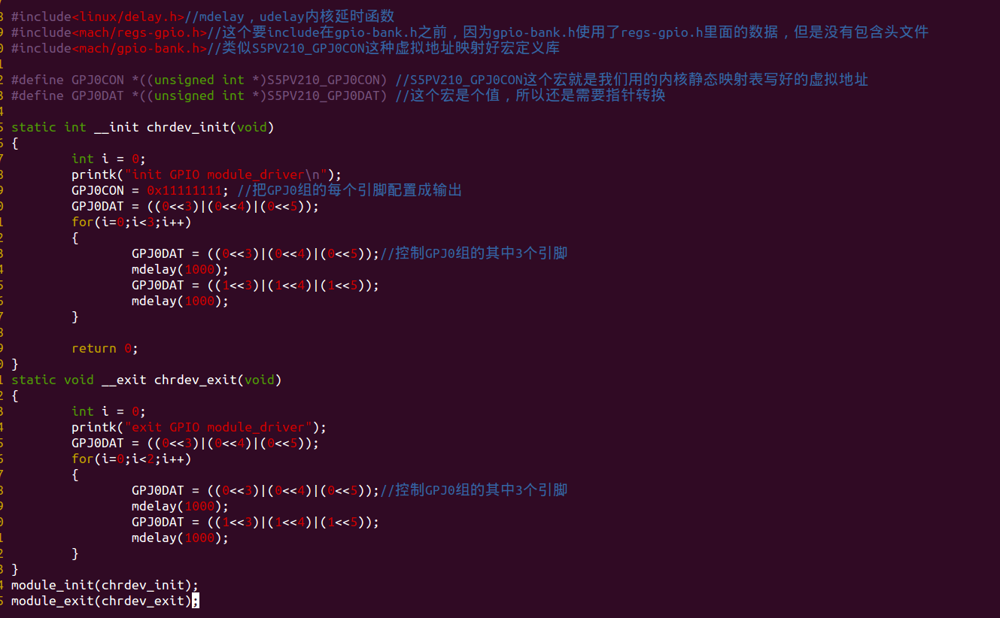 #include<linux/delay.h>//mdelay，udelay内核延时函数
#include<mach/regs-gpio.h>//这个要include在gpio-bank.h之前，因为gpio-bank.h使用了regs-gpio.h里面的数据，但是没有包含头文件
#include<mach/gpio-bank.h>//类似S5PV210_GPJ0CON这种虚拟地址映射好宏定义库
#define GPJ0CON *((unsigned int *)S5PV210_GPJ0CON) //S5PV210_GPJ0CON这个宏就是我们用的内核静态映射表写好的虚拟地址
#define GPJ0DAT *((unsigned int *)S5PV210_GPJ0DAT) //这个宏是个值，所以还是需要指针转换
static int __init chrdev_init(void)
{
int i = 0;
printk("init GPIO module_driver\n");
GPJ0CON = 0x11111111; //把GPJ0组的每个引脚配置成输出
GPJ0DAT = ((0<<3)|(0<<4)|(0<<5));
for(i=0;i<3;i++)
{
GPJ0DAT = ((0<<3)|(0<<4)|(0<<5));//控制GPJ0组的其中3个引脚
mdelay(1000);
GPJ0DAT = ((1<<3)|(1<<4)|(1<<5));
mdelay(1000);
}
return 0;
}
static void __exit chrdev_exit(void)
{
int i = 0;
printk("exit GPIO module_driver");
GPJ0DAT = ((0<<3)|(0<<4)|(0<<5));
for(i=0;i<2;i++)
{
GPJ0DAT = ((0<<3)|(0<<4)|(0<<5));//控制GPJ0组的其中3个引脚
mdelay(1000);
GPJ0DAT = ((1<<3)|(1<<4)|(1<<5));
mdelay(1000);
}
}
module_init(chrdev_init);
module_exit(chrdev_exit);